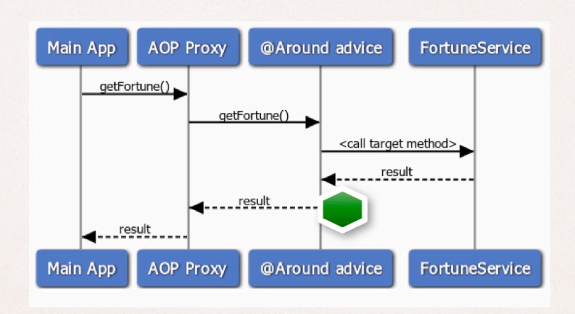 Main App AOP Proxy @Around advice FortuneService
getFortune()
getFortune()
<call target method>
result
result
result
Main App AOP Proxy @Around advice FortuneService